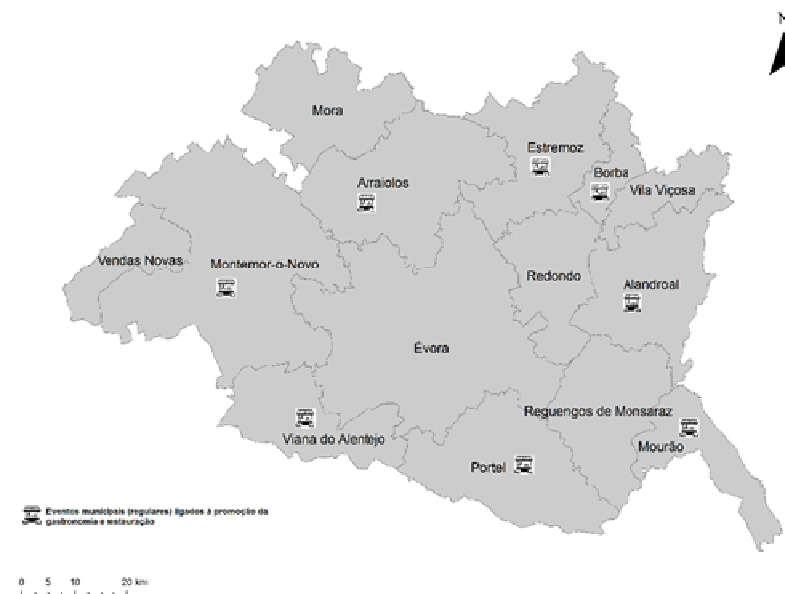 N
Mora
Estremoz
Borba
Arraiolos
Vila Viçosa
Vendas Novas
Montemor-o-Novo
Redondo
Alandroal
Évora
Reguengos de Monsaraz
Viana do Alentejo
Mourão
Portel
Eventos municipais (regulares) ligados à promoção da
gastronomia e restauração
0 5 10 20 km